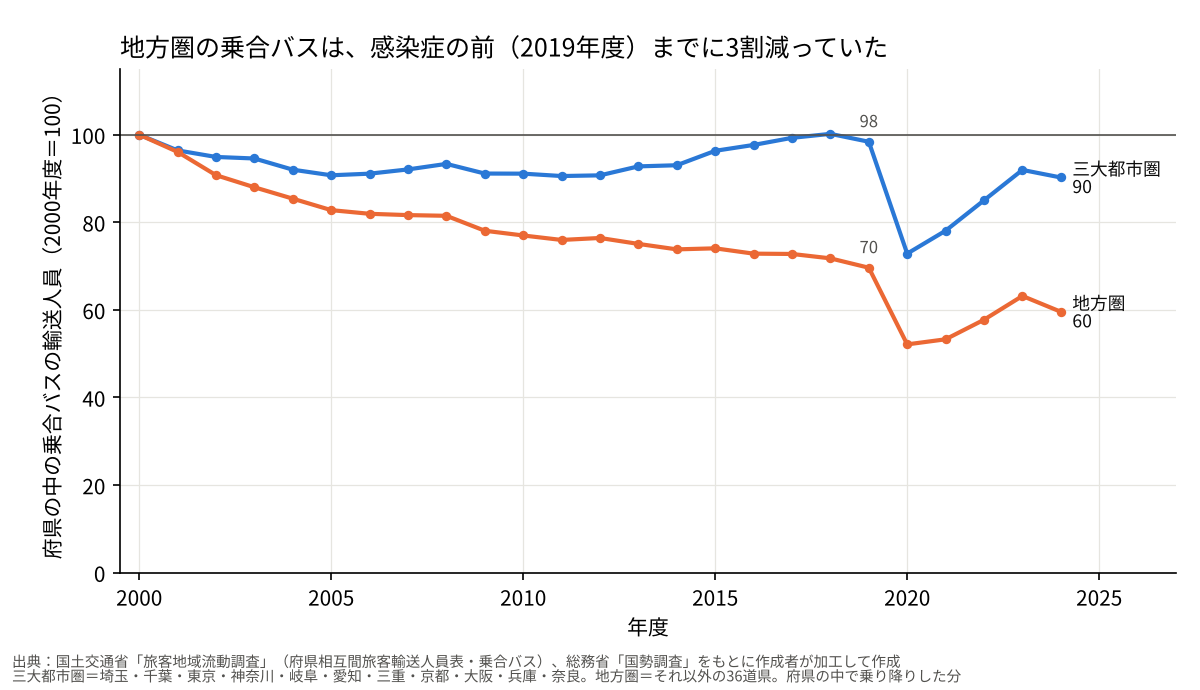 地方圏の乗合バスは、感染症の前（2019年度）までに3割減っていた
府県の中の乗合バスの輸送人員（2000年度＝100）
100
80
60
40
20
0
98
70
三大都市圏
90
地方圏
60
2000
2005
2010
2015
2020
2025
年度
出典：国土交通省「旅客地域流動調査」（府県相互間旅客輸送人員表・乗合バス）、総務省「国勢調査」をもとに作成者が加工して作成
三大都市圏＝埼玉・千葉・東京・神奈川・岐阜・愛知・三重・京都・大阪・兵庫・奈良。地方圏＝それ以外の36道県。府県の中で乗り降りした分